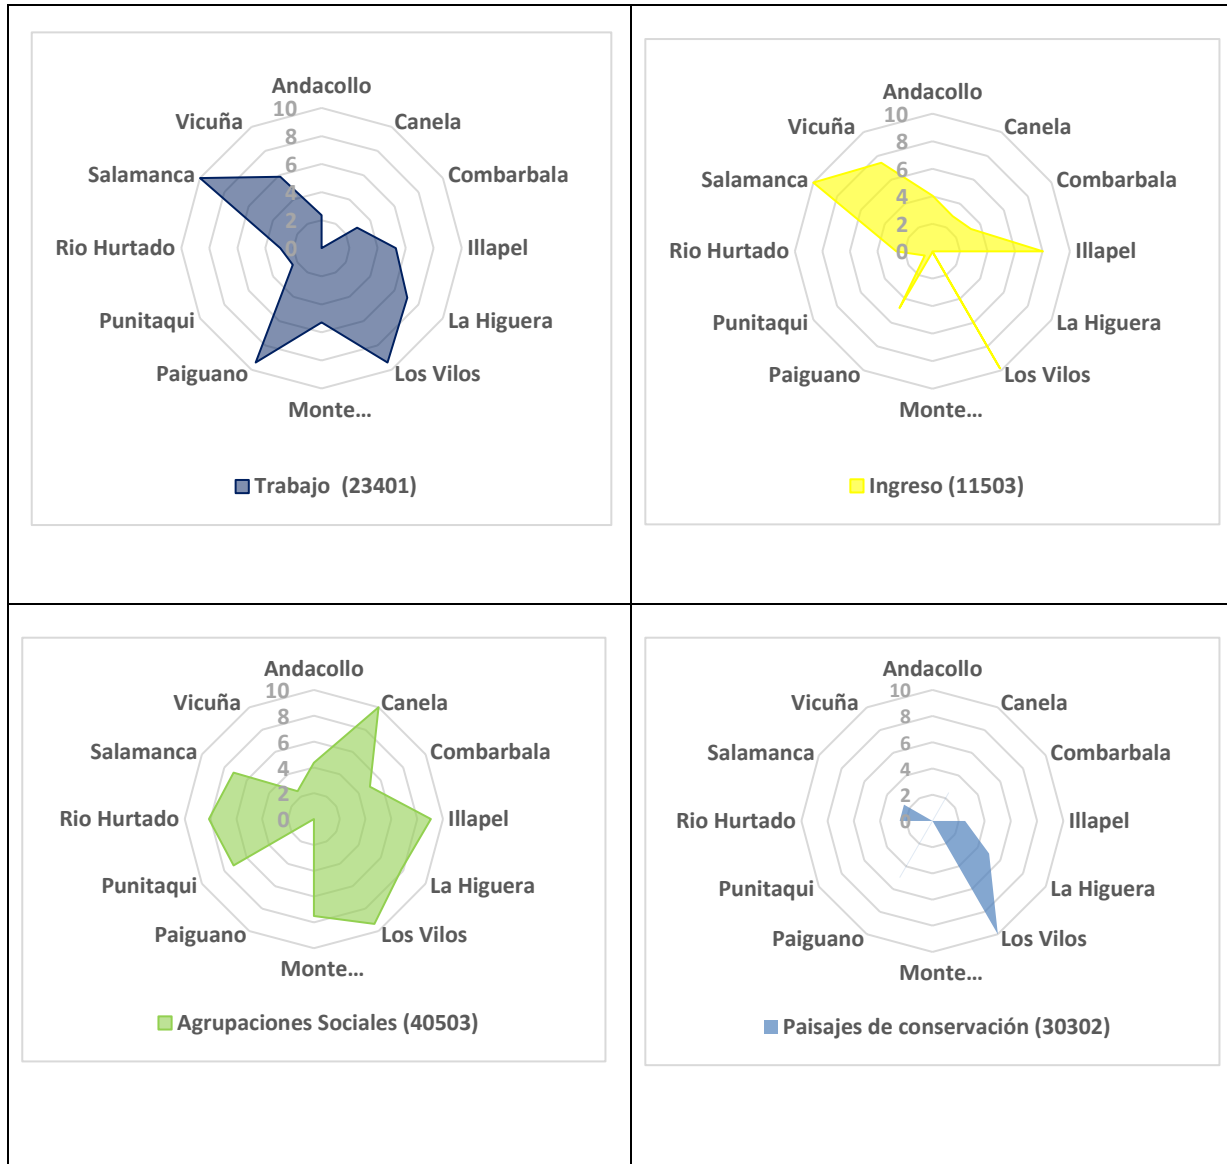 Andacollo
Canela
Combarbala
Illapel
La Higuera
Los Vilos
Monte…
Paiguano
Punitaqui
Rio Hurtado
Salamanca
Vicuña
10
8
6
4
2
0
Trabajo (23401)
Andacollo
Canela
Combarbala
Illapel
La Higuera
Los Vilos
Monte…
Paiguano
Punitaqui
Rio Hurtado
Salamanca
Vicuña
10
8
6
4
2
0
Ingreso (11503)
Andacollo
Canela
Combarbala
Illapel
La Higuera
Los Vilos
Monte…
Paiguano
Punitaqui
Rio Hurtado
Salamanca
Vicuña
10
8
6
4
2
0
Agrupaciones Sociales (40503)
Andacollo
Canela
Combarbala
Illapel
La Higuera
Los Vilos
Monte…
Paiguano
Punitaqui
Rio Hurtado
Salamanca
Vicuña
10
8
6
4
2
0
Paisajes de conservación (30302)